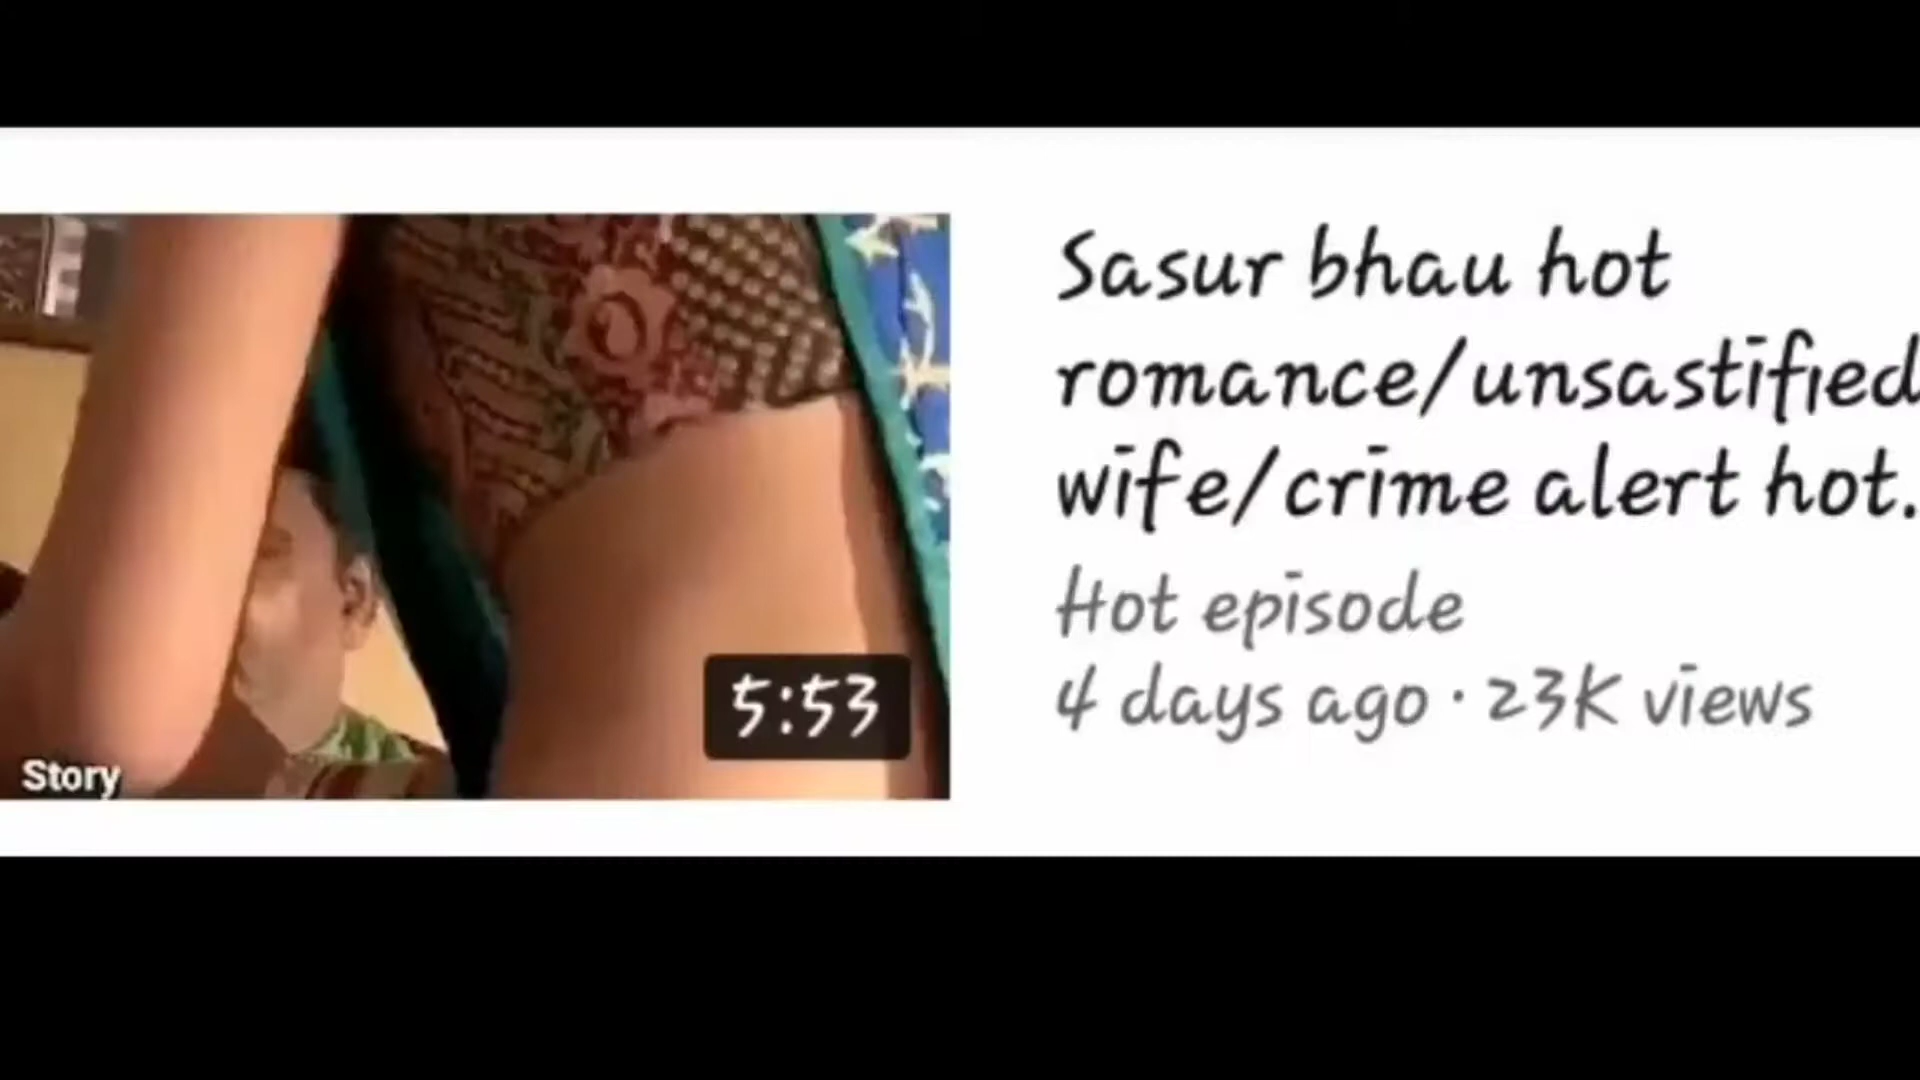 Sasur bhau hot
romance/unsastified
wife/crime alert hot.
Hot episode
4 days ago · 23K views
5:53
Story